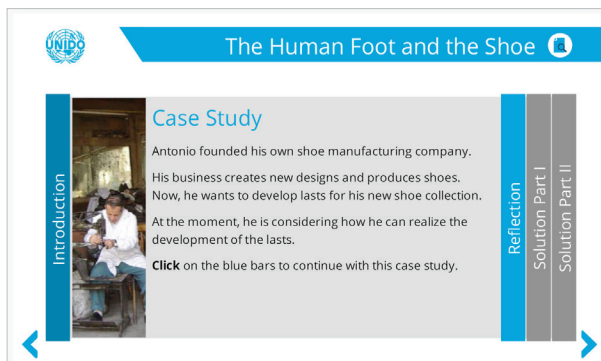 UNIDO
The Human Foot and the Shoe
Introduction
Case Study
Antonio founded his own shoe manufacturing company.
His business creates new designs and produces shoes.
Now, he wants to develop lasts for his new shoe collection.
At the moment, he is considering how he can realize the
development of the lasts.
Click on the blue bars to continue with this case study.
Reflection
Solution Part I
Solution Part II